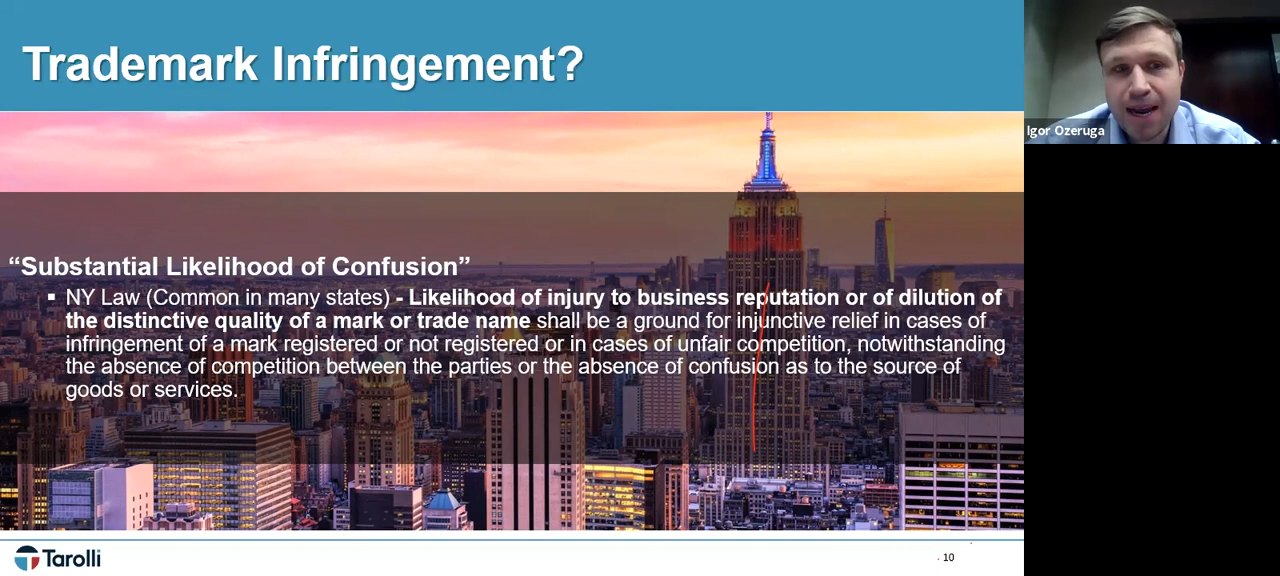 Trademark Infringement?
Igor Ozeruga
“Substantial Likelihood of Confusion”
▪ NY Law (Common in many states) - Likelihood of injury to business reputation or of dilution of
the distinctive quality of a mark or trade name shall be a ground for injunctive relief in cases of
infringement of a mark registered or not registered or in cases of unfair competition, notwithstanding
the absence of competition between the parties or the absence of confusion as to the source of
goods or services.
Tarolli
10